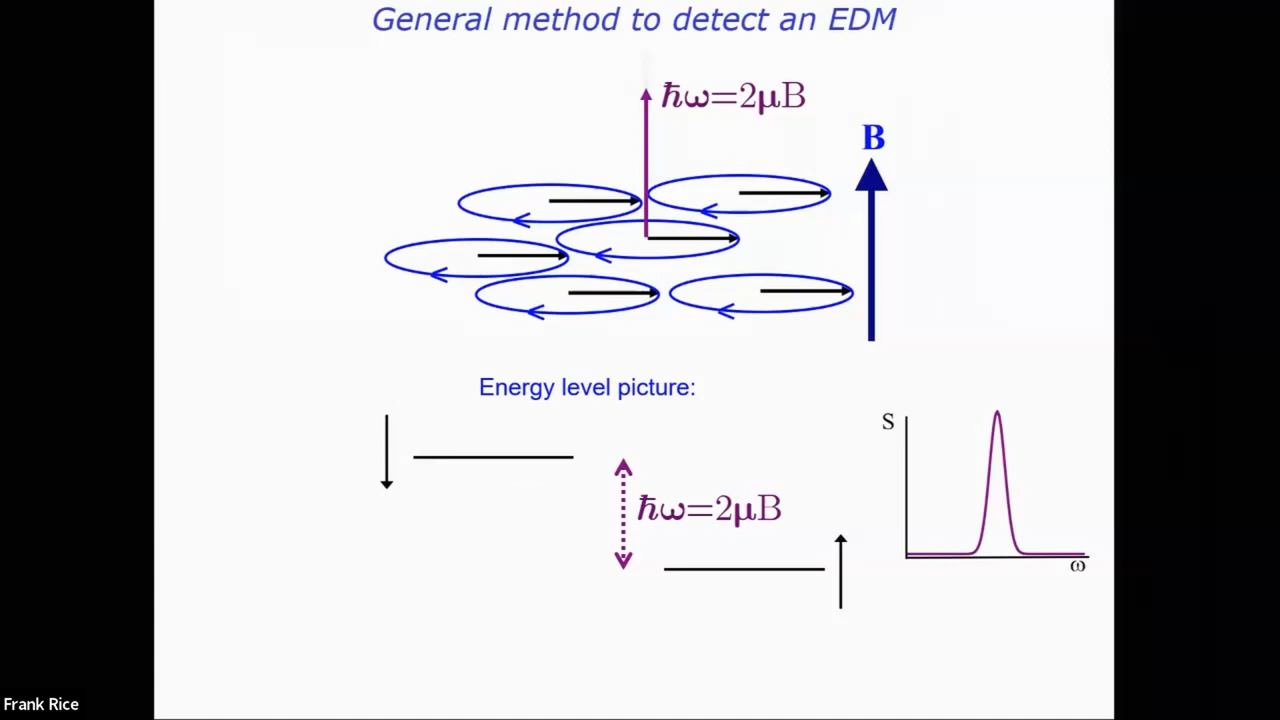 General method to detect an EDM
ħω=2μB
B
Energy level picture:
S
ħω=2μB
ω
Frank Rice